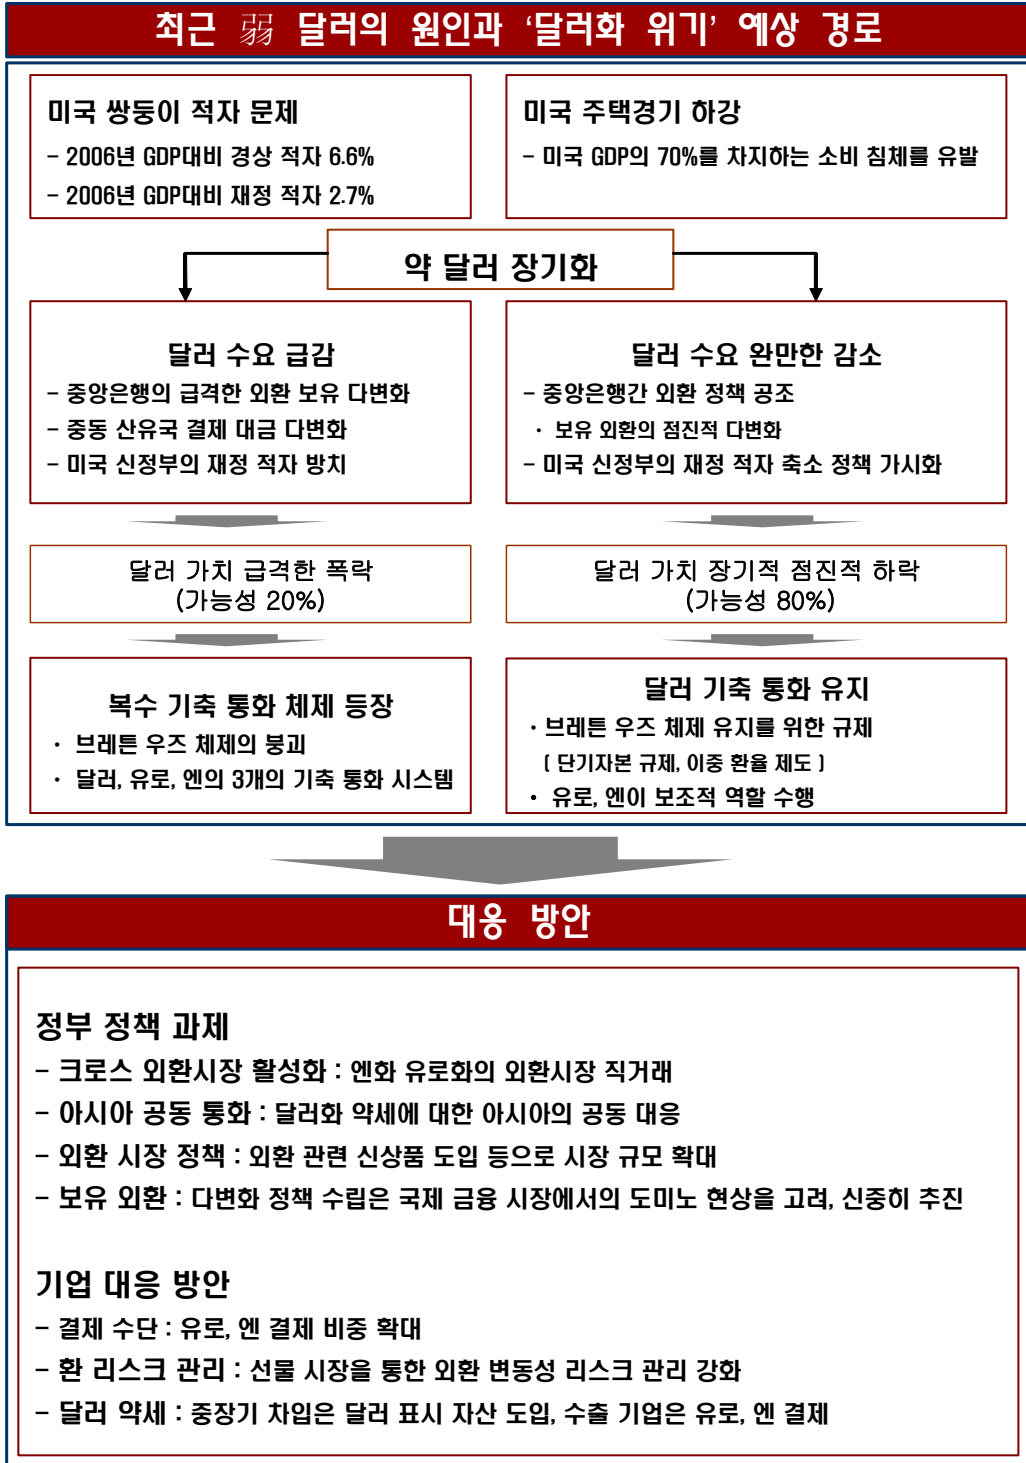 최근 弱 달러의 원인과 ‘달러화 위기’ 예상 경로
미국 쌍둥이 적자 문제
– 2006년 GDP대비 경상 적자 6.6%
– 2006년 GDP대비 재정 적자 2.7%
미국 주택경기 하강
– 미국 GDP의 70%를 차지하는 소비 침체를 유발
약 달러 장기화
달러 수요 급감
– 중앙은행의 급격한 외환 보유 다변화
– 중동 산유국 결제 대금 다변화
– 미국 신정부의 재정 적자 방치
달러 수요 완만한 감소
– 중앙은행간 외환 정책 공조
· 보유 외환의 점진적 다변화
– 미국 신정부의 재정 적자 축소 정책 가시화
달러 가치 급격한 폭락
(가능성 20%)
달러 가치 장기적 점진적 하락
(가능성 80%)
복수 기축 통화 체제 등장
· 브레튼 우즈 체제의 붕괴
· 달러, 유로, 엔의 3개의 기축 통화 시스템
달러 기축 통화 유지
· 브레튼 우즈 체제 유지를 위한 규제
( 단기자본 규제, 이중 환율 제도 )
· 유로, 엔이 보조적 역할 수행
대응 방안
정부 정책 과제
– 크로스 외환시장 활성화 : 엔화 유로화의 외환시장 직거래
– 아시아 공동 통화 : 달러화 약세에 대한 아시아의 공동 대응
– 외환 시장 정책 : 외환 관련 신상품 도입 등으로 시장 규모 확대
– 보유 외환 : 다변화 정책 수립은 국제 금융 시장에서의 도미노 현상을 고려, 신중히 추진
기업 대응 방안
– 결제 수단 : 유로, 엔 결제 비중 확대
– 환 리스크 관리 : 선물 시장을 통한 외환 변동성 리스크 관리 강화
– 달러 약세 : 중장기 차입은 달러 표시 자산 도입, 수출 기업은 유로, 엔 결제